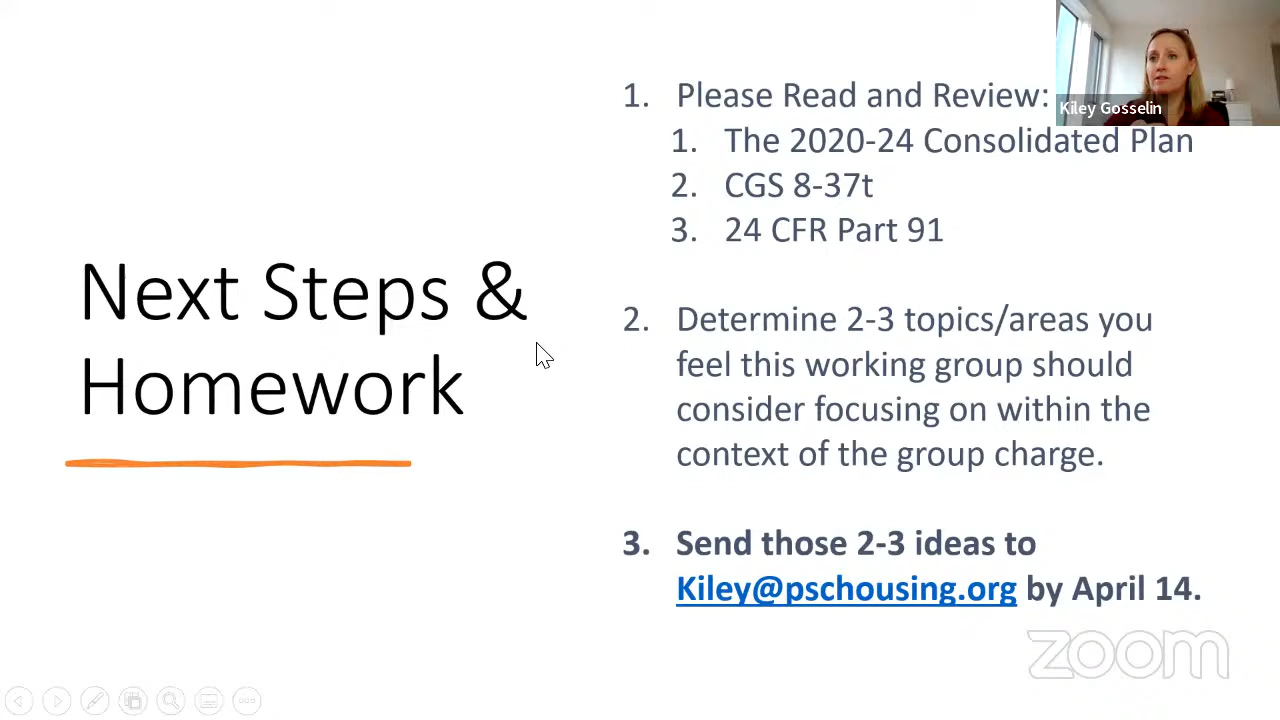 Next Steps &
Homework
1. Please Read and Review:
1. The 2020-24 Consolidated Plan
2. CGS 8-37t
3. 24 CFR Part 91
2. Determine 2-3 topics/areas you
feel this working group should
consider focusing on within the
context of the group charge.
3. Send those 2-3 ideas to
Kiley@pschousing.org by April 14.
Kiley Gosselin
zoom